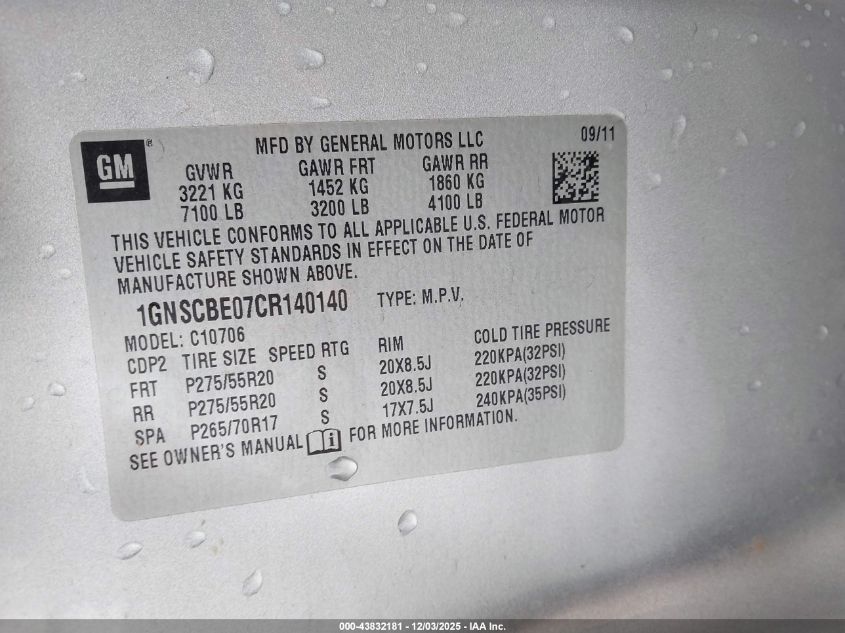 GM ®
MFD BY GENERAL MOTORS LLC 09/11
GVWR GAWR FRT GAWR RR
3221 KG 1452 KG 1860 KG
7100 LB 3200 LB 4100 LB
THIS VEHICLE CONFORMS TO ALL APPLICABLE U.S. FEDERAL MOTOR
VEHICLE SAFETY STANDARDS IN EFFECT ON THE DATE OF
MANUFACTURE SHOWN ABOVE.
1GNSCBE07CR140140 TYPE: M.P.V.
MODEL: C10706
CDP2 TIRE SIZE SPEED RTG RIM COLD TIRE PRESSURE
FRT P275/55R20 S 20X8.5J 220KPA(32PSI)
RR P275/55R20 S 20X8.5J 220KPA(32PSI)
SPA P265/70R17 S 17X7.5J 240KPA(35PSI)
SEE OWNER'S MANUAL i FOR MORE INFORMATION.
000-43832181 - 12/03/2025 - IAA Inc.